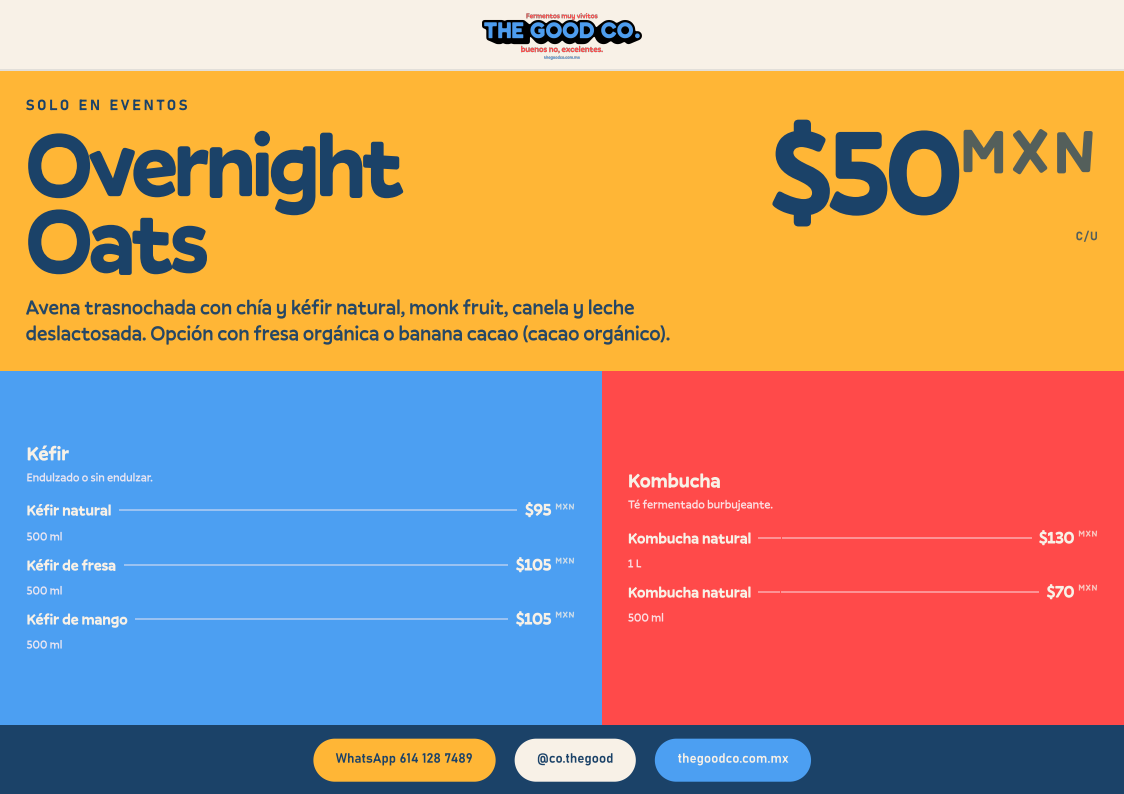 Fermentos muy vivitos
THE GOOD CO.
buenos no, excelentes.
thegoodco.com.mx
SOLO EN EVENTOS
Overnight
Oats
$50 MXN
C/U
Avena trasnochada con chía y kéfir natural, monk fruit, canela y leche
deslactosada. Opción con fresa orgánica o banana cacao (cacao orgánico).
Kéfir
Endulzado o sin endulzar.
Kéfir natural $95 MXN
500 ml
Kéfir de fresa $105 MXN
500 ml
Kéfir de mango $105 MXN
500 ml
Kombucha
Té fermentado burbujeante.
Kombucha natural $130 MXN
1 L
Kombucha natural $70 MXN
500 ml
WhatsApp 614 128 7489
@co.thegood
thegoodco.com.mx